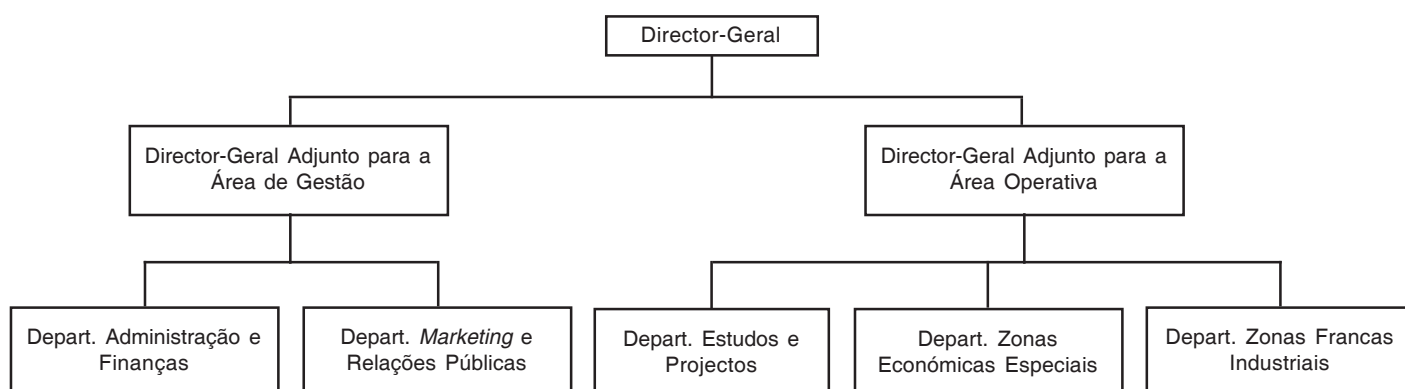 Director-Geral
Director-Geral Adjunto para a
Área de Gestão
Director-Geral Adjunto para a
Área Operativa
Depart. Administração e
Finanças
Depart. Marketing e
Relações Públicas
Depart. Estudos e
Projectos
Depart. Zonas
Económicas Especiais
Depart. Zonas Francas
Industriais